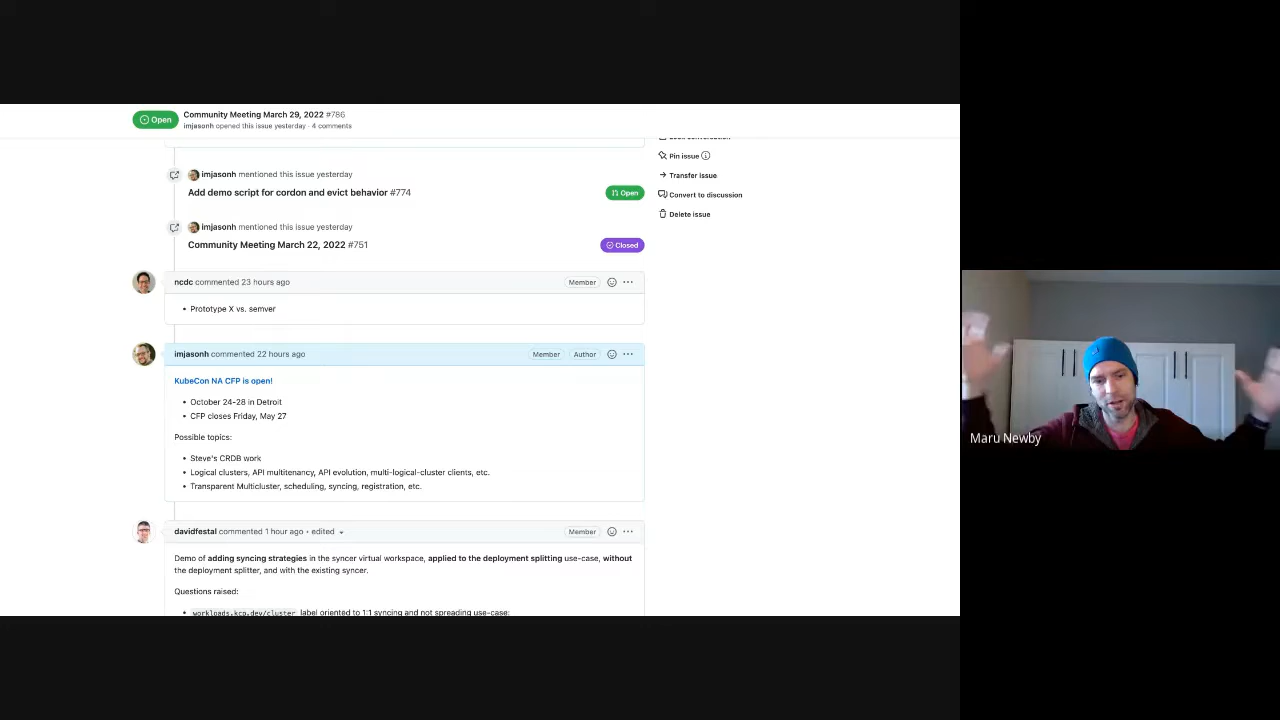 Open
Community Meeting March 29, 2022 #786
imjasonh opened this issue yesterday · 4 comments
Pin issue
Transfer issue
Convert to discussion
Delete issue
imjasonh mentioned this issue yesterday
Add demo script for cordon and evict behavior #774
Open
imjasonh mentioned this issue yesterday
Community Meeting March 22, 2022 #751
Closed
ncdc commented 23 hours ago
Member
• Prototype X vs. semver
imjasonh commented 22 hours ago
Member
Author
KubeCon NA CFP is open!
• October 24-28 in Detroit
• CFP closes Friday, May 27
Possible topics:
• Steve's CRDB work
• Logical clusters, API multitenancy, API evolution, multi-logical-cluster clients, etc.
• Transparent Multicluster, scheduling, syncing, registration, etc.
davidfestal commented 1 hour ago • edited
Member
Demo of adding syncing strategies in the syncer virtual workspace, applied to the deployment splitting use-case, without
the deployment splitter, and with the existing syncer.
Questions raised:
• workloads.kcp.dev/cluster label oriented to 1:1 syncing and not spreading use-case:
Maru Newby